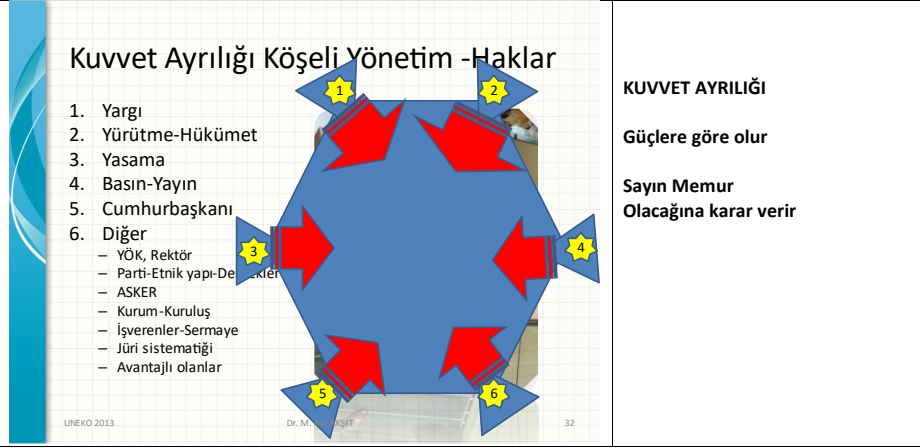 Kuvvet Ayrılığı Köşeli Yönetim -Haklar
1. Yargı
2. Yürütme-Hükümet
3. Yasama
4. Basın-Yayın
5. Cumhurbaşkanı
6. Diğer
– YÖK, Rektör
– Parti-Etnik yapı-De
– ASKER
– Kurum-Kuruluş
– İşverenler-Sermaye
– Jüri sistematiği
– Avantajlı olanlar
1
2
3
4
5
6
UNEKO 2013
Dr. M.
32
KUVVET AYRILIĞI
Güçlere göre olur
Sayın Memur
Olacağına karar verir